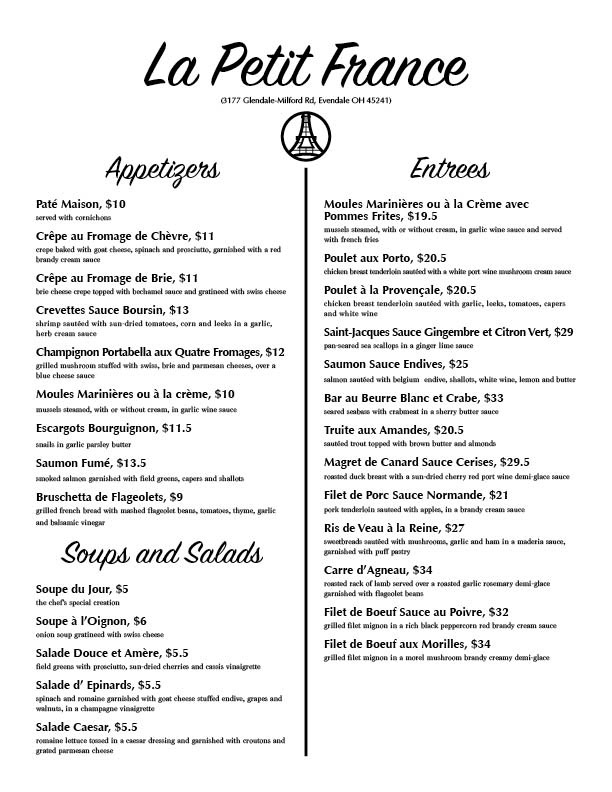 La Petit France
(3177 Glendale-Milford Rd, Evendale OH 45241)
Appetizers
Paté Maison, $10
served with cornichons
Crêpe au Fromage de Chèvre, $11
crepe baked with goat cheese, spinach and prosciutto, garnished with a red
brandy cream sauce
Crêpe au Fromage de Brie, $11
brie cheese crepe topped with bechamel sauce and gratineed with swiss cheese
Crevettes Sauce Boursin, $13
shrimp sautéed with sun-dried tomatoes, corn and leeks in a garlic,
herb cream sauce
Champignon Portabella aux Quatre Fromages, $12
grilled mushroom stuffed with swiss, brie and parmesan cheeses, over a
blue cheese sauce
Moules Marinières ou à la crème, $10
mussels steamed, with or without cream, in garlic wine sauce
Escargots Bourguignon, $11.5
snails in garlic parsley butter
Saumon Fumé, $13.5
smoked salmon garnished with field greens, capers and shallots
Bruschetta de Flageolets, $9
grilled french bread with mashed flageolet beans, tomatoes, thyme, garlic
and balsamic vinegar
Soups and Salads
Soupe du Jour, $5
the chef's special creation
Soupe à l'Oignon, $6
onion soup gratineed with swiss cheese
Salade Douce et Amère, $5.5
field greens with prosciutto, sun-dried cherries and cassis vinaigrette
Salade d' Epinards, $5.5
spinach and romaine garnished with goat cheese stuffed endive, grapes and
walnuts, in a champagne vinaigrette
Salade Caesar, $5.5
romaine lettuce tossed in a caesar dressing and garnished with croutons and
grated parmesan cheese
Entrees
Moules Marinières ou à la Crème avec
Pommes Frites, $19.5
mussels steamed, with or without cream, in garlic wine sauce and served
with french fries
Poulet aux Porto, $20.5
chicken breast tenderloin sautéed with a white port wine mushroom cream sauce
Poulet à la Provençale, $20.5
chicken breast tenderloin sautéed with garlic, leeks, tomatoes, capers
and white wine
Saint-Jacques Sauce Gingembre et Citron Vert, $29
pan-seared sea scallops in a ginger lime sauce
Saumon Sauce Endives, $25
salmon sautéed with belgium endive, shallots, white wine, lemon and butter
Bar au Beurre Blanc et Crabe, $33
seared seabass with crabmeat in a sherry butter sauce
Truite aux Amandes, $20.5
sautéed trout topped with brown butter and almonds
Magret de Canard Sauce Cerises, $29.5
roasted duck breast with a sun-dried cherry red port wine demi-glace sauce
Filet de Porc Sauce Normande, $21
pork tenderloin sauteed with apples, in a brandy cream sauce
Ris de Veau à la Reine, $27
sweetbreads sautéed with mushrooms, garlic and ham in a maderia sauce,
garnished with puff pastry
Carre d'Agneau, $34
roasted rack of lamb served over a roasted garlic rosemary demi-glace
garnished with flageolet beans
Filet de Boeuf Sauce au Poivre, $32
grilled filet mignon in a rich black peppercorn red brandy cream sauce
Filet de Boeuf aux Morilles, $34
grilled filet mignon in a morel mushroom brandy creamy demi-glace